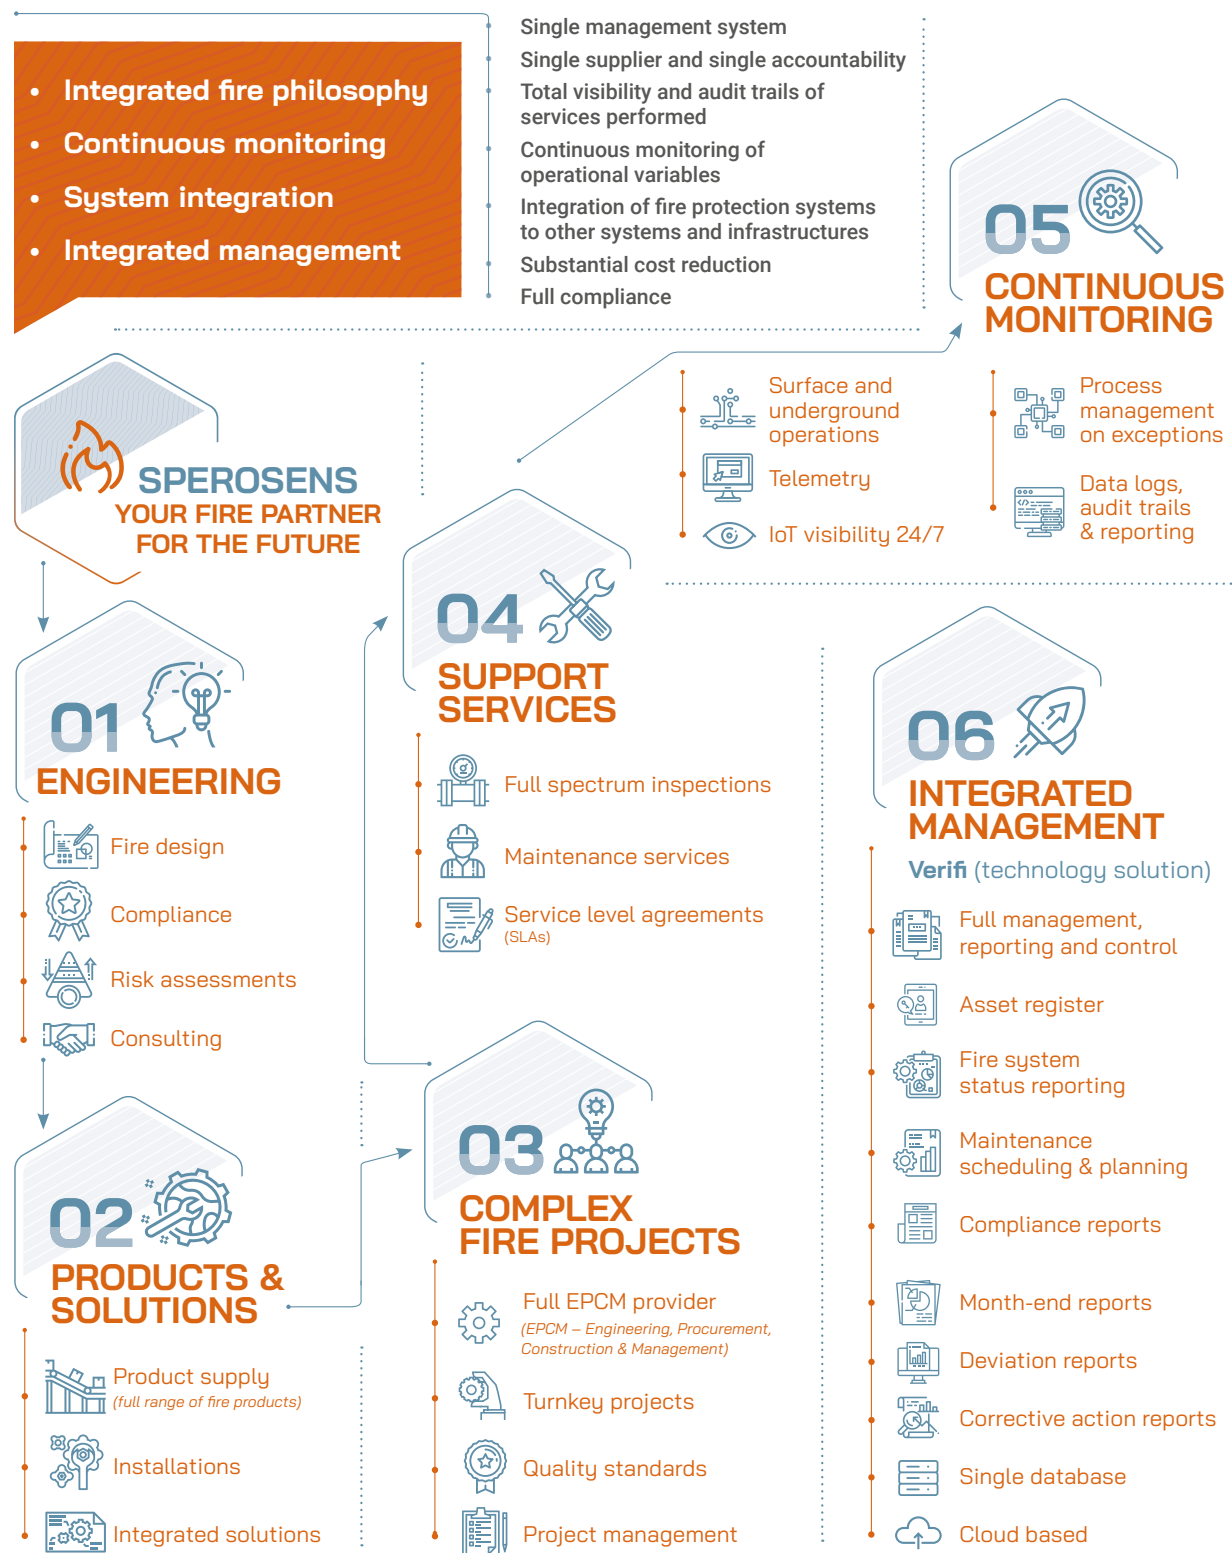 • Integrated fire philosophy
• Continuous monitoring
• System integration
• Integrated management
Single management system
Single supplier and single accountability
Total visibility and audit trails of
services performed
Continuous monitoring of
operational variables
Integration of fire protection systems
to other systems and infrastructures
Substantial cost reduction
Full compliance
SPEROSENS
YOUR FIRE PARTNER
FOR THE FUTURE
01
ENGINEERING
Fire design
Compliance
Risk assessments
Consulting
02
PRODUCTS &
SOLUTIONS
Product supply
(full range of fire products)
Installations
Integrated solutions
03
COMPLEX
FIRE PROJECTS
Full EPCM provider
(EPCM – Engineering, Procurement,
Construction & Management)
Turnkey projects
Quality standards
Project management
04
SUPPORT
SERVICES
Full spectrum inspections
Maintenance services
Service level agreements
(SLAs)
05
CONTINUOUS
MONITORING
Surface and
underground
operations
Telemetry
IoT visibility 24/7
Process
management
on exceptions
Data logs,
audit trails
& reporting
06
INTEGRATED
MANAGEMENT
Verifi (technology solution)
Full management,
reporting and control
Asset register
Fire system
status reporting
Maintenance
scheduling & planning
Compliance reports
Month-end reports
Deviation reports
Corrective action reports
Single database
Cloud based